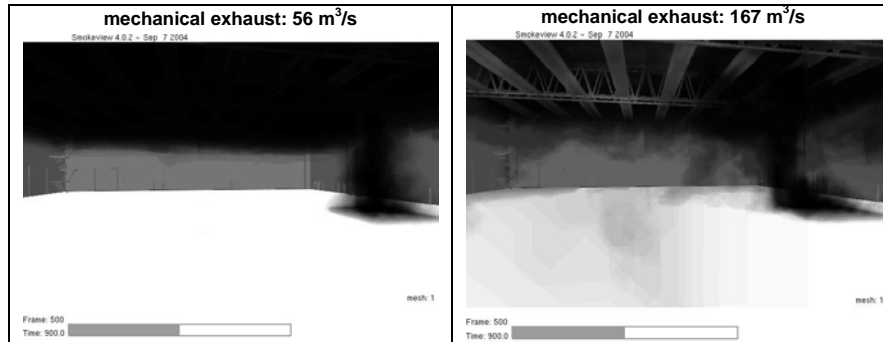 mechanical exhaust: 56 m³/s
Smokeview 4.0.2 – Sep 7 2004
mesh: 1
Frame: 500
Time: 900.0
mechanical exhaust: 167 m³/s
Smokeview 4.0.2 – Sep 7 2004
mesh: 1
Frame: 500
Time: 900.0